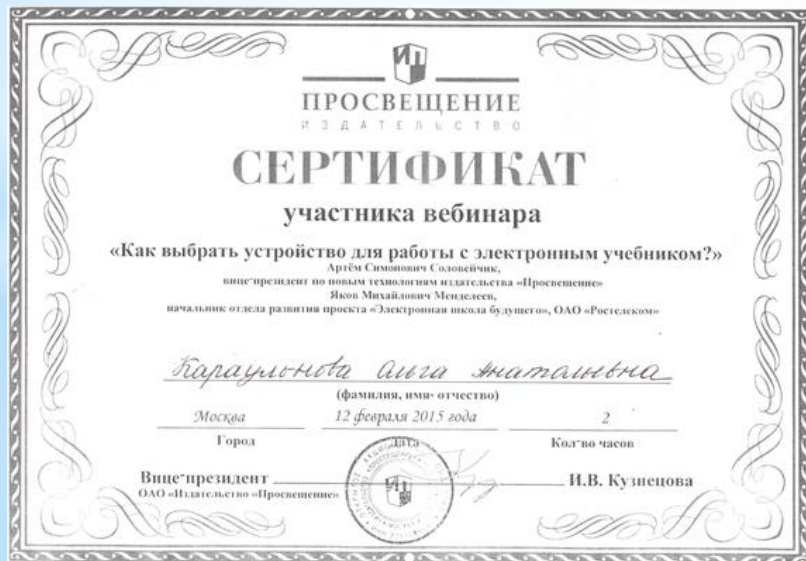 ИП
ПРОСВЕЩЕНИЕ
ИЗДАТЕЛЬСТВО
СЕРТИФИКАТ
участника вебинара
«Как выбрать устройство для работы с электронным учебником?»
Артём Симонович Соловейчик,
вице-президент по новым технологиям издательства «Просвещение»
Яков Михайлович Менделеев,
начальник отдела развития проекта «Электронная школа будущего», ОАО «Ростелеком»
Караульнова Ольга Анатольевна
(фамилия, имя- отчество)
Москва 12 февраля 2015 года 2
Город Дата Кол-во часов
Вице-президент И.В. Кузнецова
ОАО «Издательство «Просвещение»